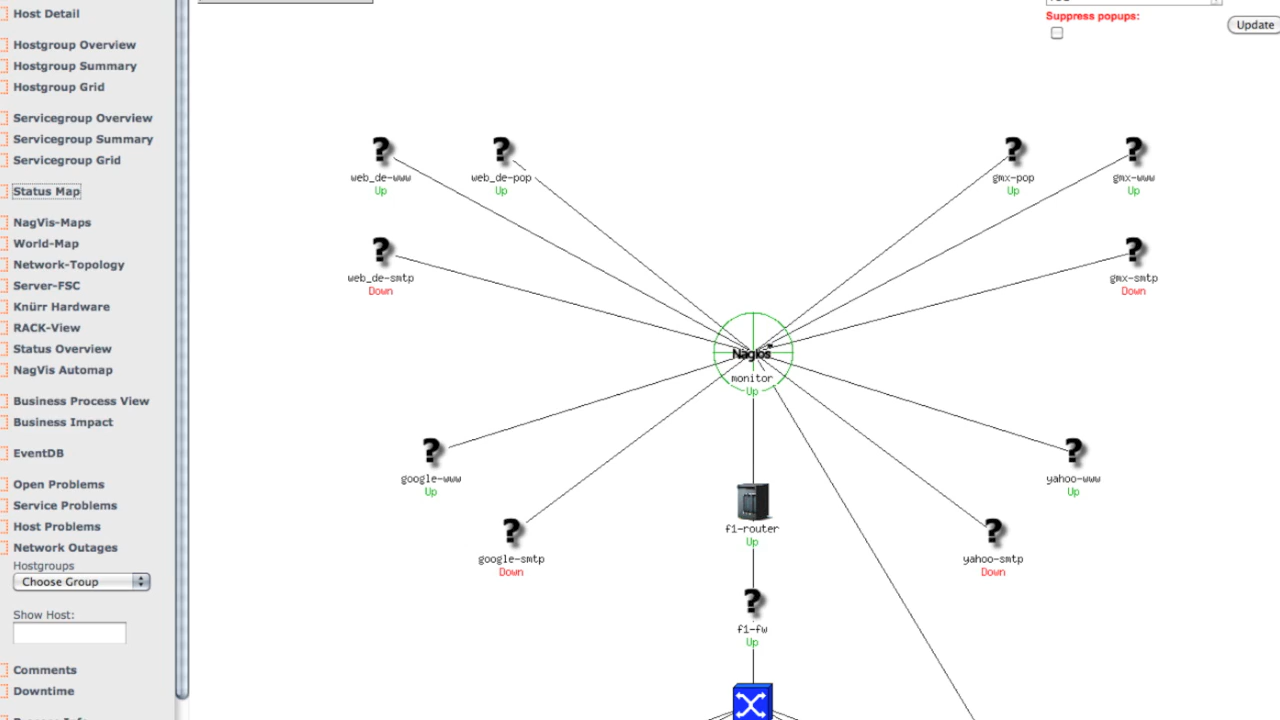 Host Detail
Hostgroup Overview
Hostgroup Summary
Hostgroup Grid
Servicegroup Overview
Servicegroup Summary
Servicegroup Grid
Status Map
NagVis-Maps
World-Map
Network-Topology
Server-FSC
Knürr Hardware
RACK-View
Status Overview
NagVis Automap
Business Process View
Business Impact
EventDB
Open Problems
Service Problems
Host Problems
Network Outages
Hostgroups
Choose Group
Show Host:
Comments
Downtime
Suppress popups:
Update
web_de-www
Up
web_de-pop
Up
gmx-pop
Up
gmx-www
Up
web_de-smtp
Down
gmx-smtp
Down
Nagios
monitor
Up
google-www
Up
yahoo-www
Up
f1-router
Up
google-smtp
Down
yahoo-smtp
Down
f1-fw
Up